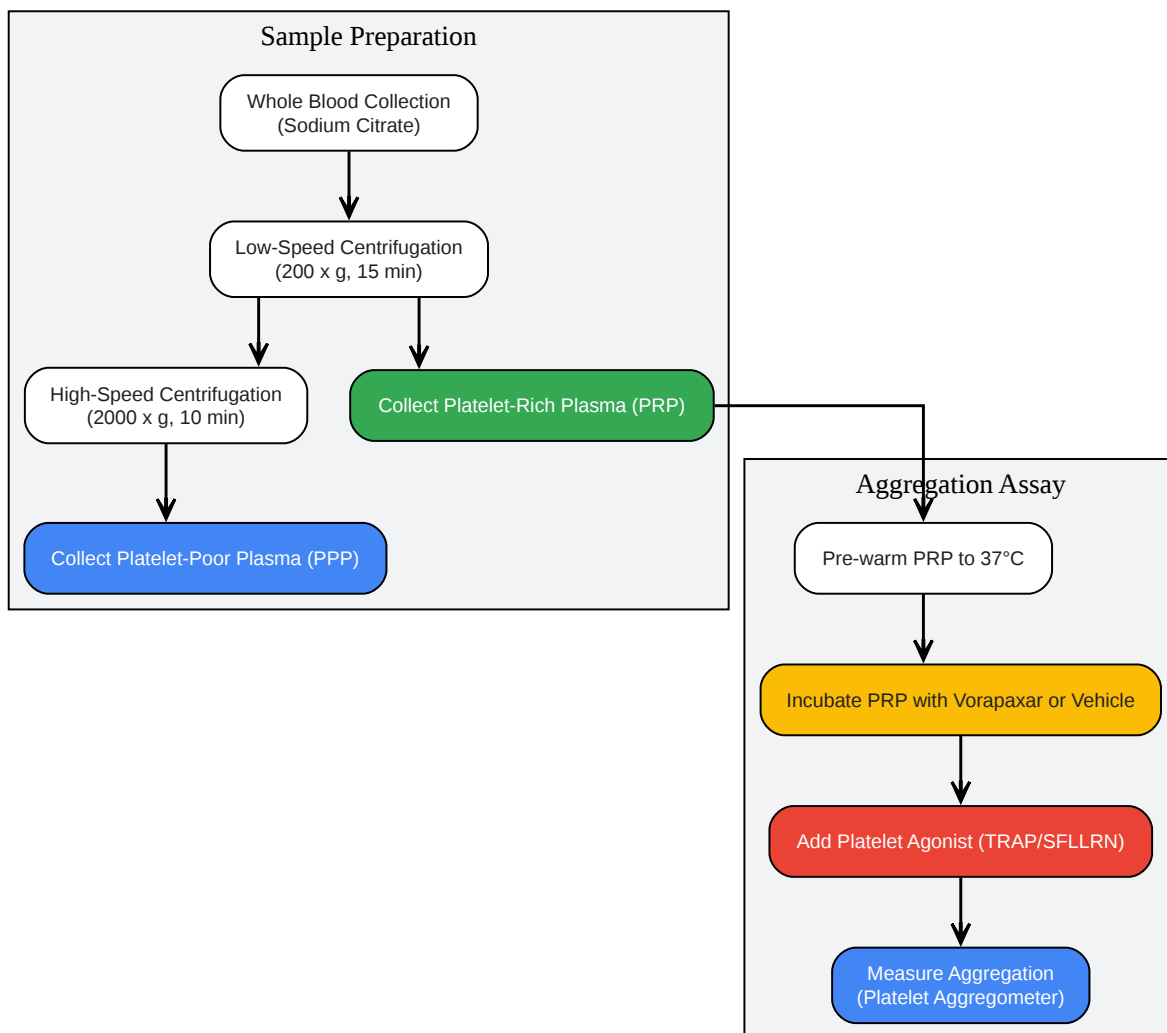 Sample Preparation
Whole Blood Collection
(Sodium Citrate)
Low-Speed Centrifugation
(200 x g, 15 min)
High-Speed Centrifugation
(2000 x g, 10 min)
Collect Platelet-Rich Plasma (PRP)
Collect Platelet-Poor Plasma (PPP)
Aggregation Assay
Pre-warm PRP to 37°C
Incubate PRP with Vorapaxar or Vehicle
Add Platelet Agonist (TRAP/SFLLRN)
Measure Aggregation
(Platelet Aggregometer)